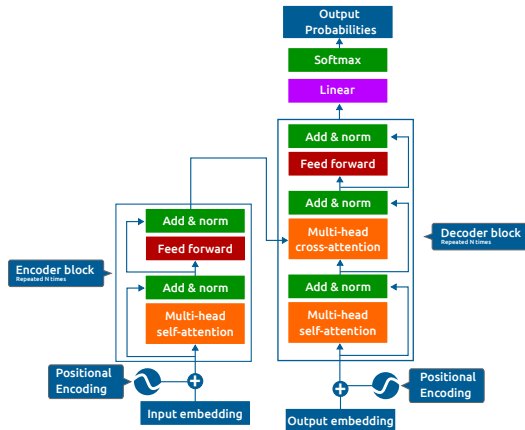 Output
Probabilities
Softmax
Linear
Add & norm
Feed forward
Add & norm
Multi-head
cross-attention
Add & norm
Multi-head
self-attention
Decoder block
Repeated N times
Add & norm
Feed forward
Add & norm
Multi-head
self-attention
Encoder block
Repeated N times
Positional
Encoding
Input embedding
Output embedding
Positional
Encoding